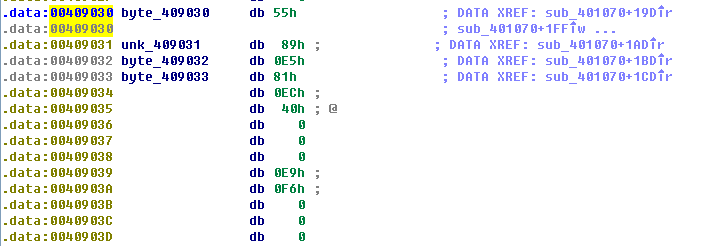 .data:00409030 byte_409030 db 55h ; DATA XREF: sub_401070+19D↑r
.data:00409030 ; sub_401070+1FF↑w ...
.data:00409031 unk_409031 db 89h ; ; DATA XREF: sub_401070+1AD↑r
.data:00409032 byte_409032 db 0E5h ; DATA XREF: sub_401070+1BD↑r
.data:00409033 byte_409033 db 81h ; DATA XREF: sub_401070+1CD↑r
.data:00409034 db 0ECh ;
.data:00409035 db 40h ; @
.data:00409036 db 0
.data:00409037 db 0
.data:00409038 db 0
.data:00409039 db 0E9h ;
.data:0040903A db 0F6h ;
.data:0040903B db 0
.data:0040903C db 0
.data:0040903D db 0